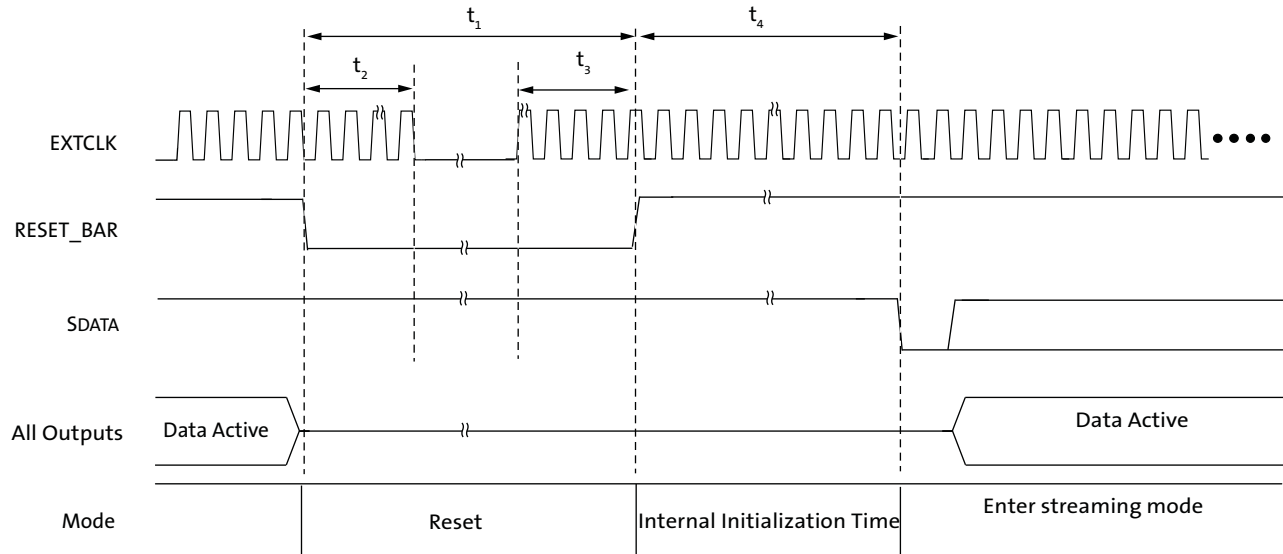 t₁
t₄
t₂
t₃
EXTCLK
RESET_BAR
SDATA
All Outputs
Data Active
Data Active
Mode
Reset
Internal Initialization Time
Enter streaming mode